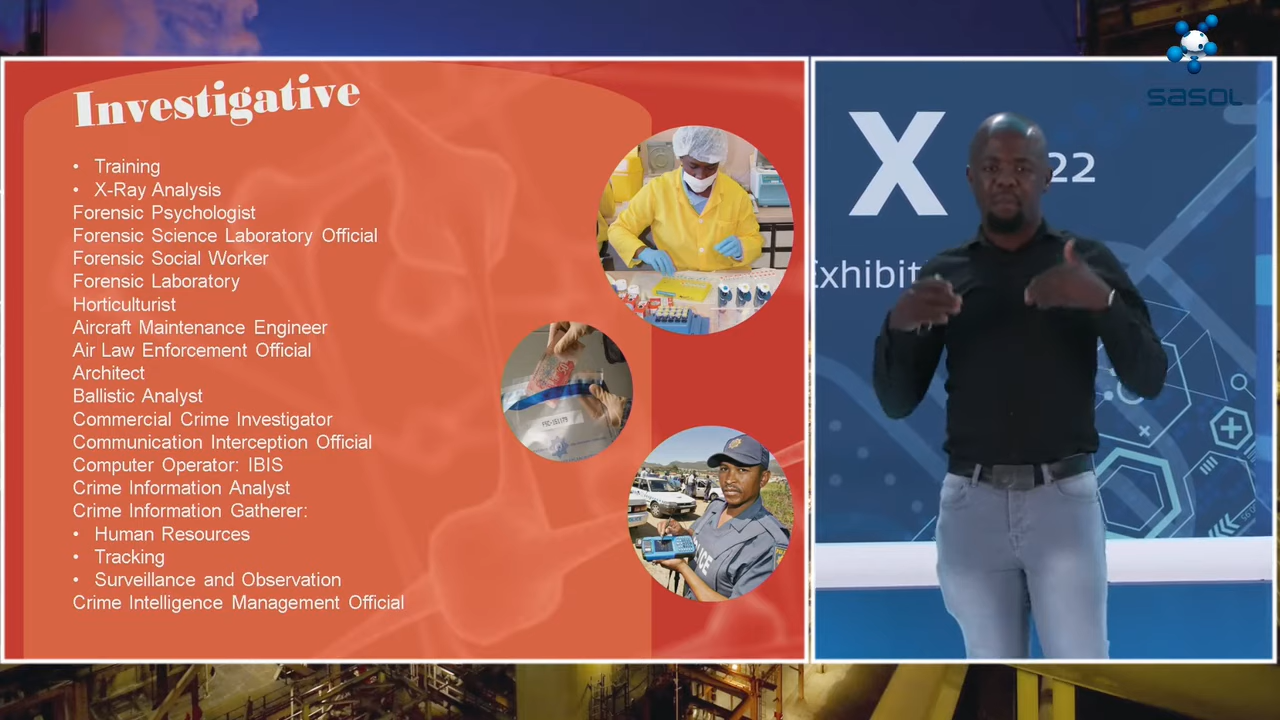 Investigative
• Training
• X-Ray Analysis
Forensic Psychologist
Forensic Science Laboratory Official
Forensic Social Worker
Forensic Laboratory
Horticulturist
Aircraft Maintenance Engineer
Air Law Enforcement Official
Architect
Ballistic Analyst
Commercial Crime Investigator
Communication Interception Official
Computer Operator: IBIS
Crime Information Analyst
Crime Information Gatherer:
• Human Resources
• Tracking
• Surveillance and Observation
Crime Intelligence Management Official
sasol
X
22
Exhibit